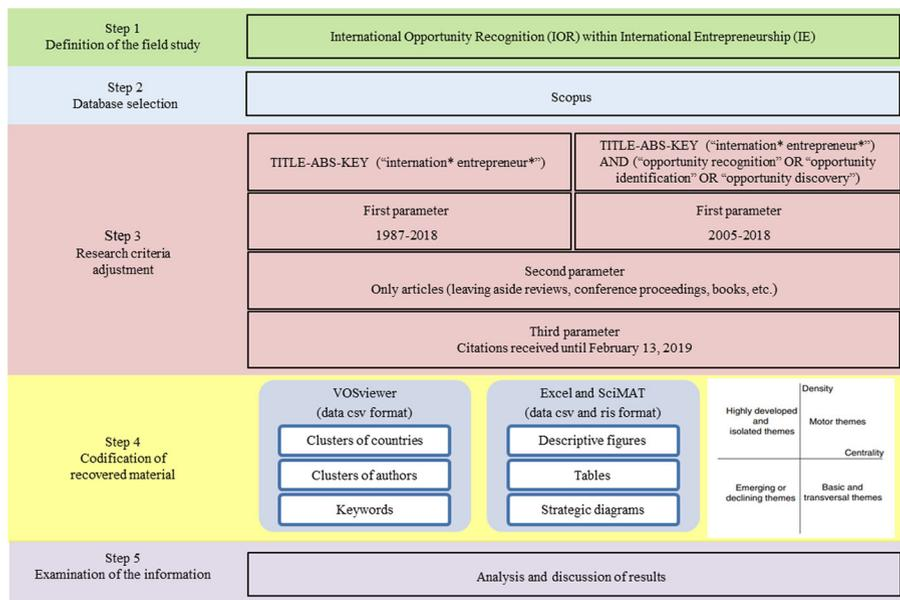 Step 1
Definition of the field study
International Opportunity Recognition (IOR) within International Entrepreneurship (IE)
Step 2
Database selection
Scopus
Step 3
Research criteria
adjustment
TITLE-ABS-KEY (“internation* entrepreneur*”)
TITLE-ABS-KEY (“internation* entrepreneur*”)
AND (“opportunity recognition” OR “opportunity
identification” OR “opportunity discovery”)
First parameter
1987-2018
First parameter
2005-2018
Second parameter
Only articles (leaving aside reviews, conference proceedings, books, etc.)
Third parameter
Citations received until February 13, 2019
Step 4
Codification of
recovered material
VOSviewer
(data csv format)
Clusters of countries
Clusters of authors
Keywords
Excel and SciMAT
(data csv and ris format)
Descriptive figures
Tables
Strategic diagrams
Density
Highly developed
and
isolated themes
Motor themes
Centrality
Emerging or
declining themes
Basic and
transversal themes
Step 5
Examination of the information
Analysis and discussion of results